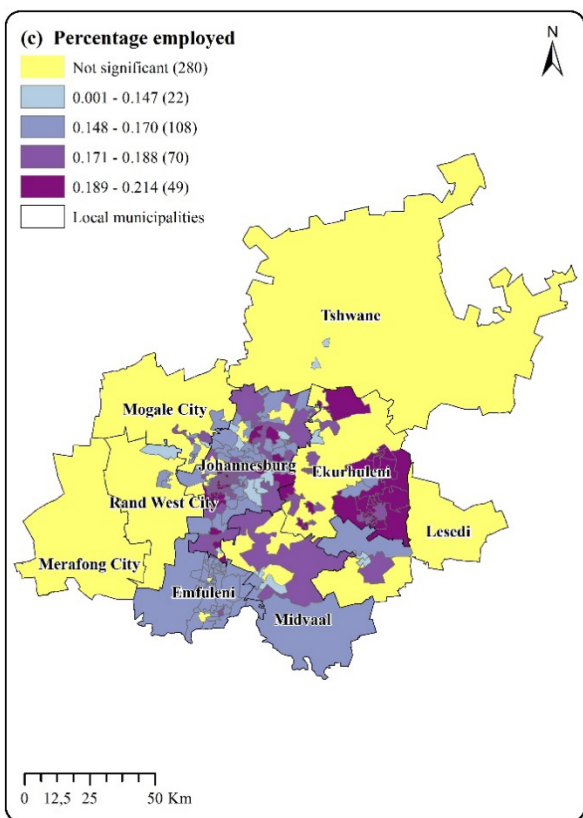 (c) Percentage employed
N
Not significant (280)
0.001 - 0.147 (22)
0.148 - 0.170 (108)
0.171 - 0.188 (70)
0.189 - 0.214 (49)
Local municipalities
Tshwane
Mogale City
Johannesburg
Ekurhuleni
Rand West City
Lesedi
Merafong City
Emfuleni
Midvaal
0 12,5 25 50 Km